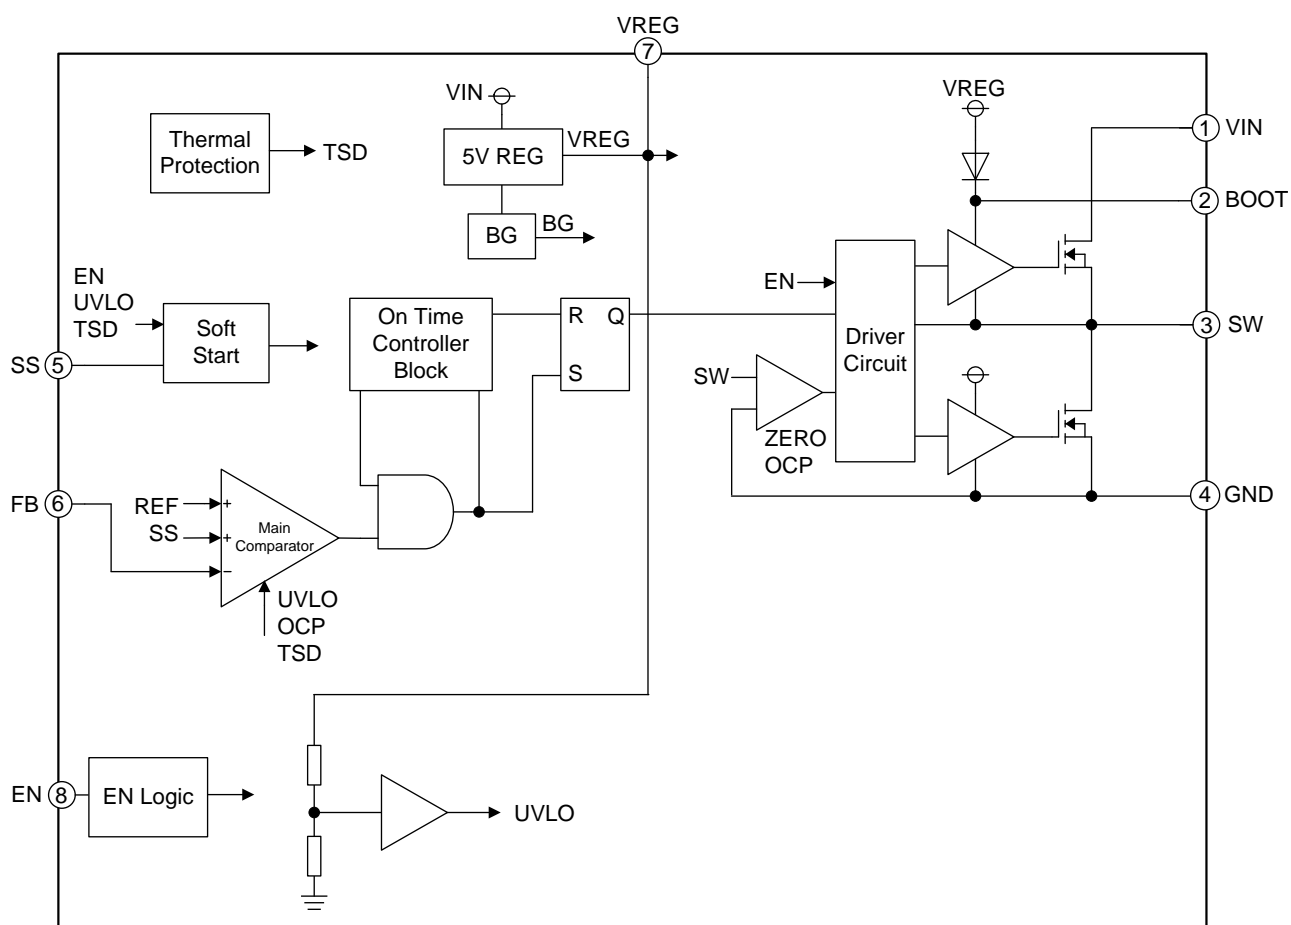 VREG
7
VIN
VREG
1
VIN
Thermal
Protection
TSD
5V REG
VREG
2
BOOT
BG
BG
EN
UVLO
TSD
Soft
Start
On Time
Controller
Block
R
Q
S
EN
Driver
Circuit
3
SW
SS
5
SW
ZERO
OCP
FB
6
REF
SS
+
+
−
Main
Comparator
4
GND
UVLO
OCP
TSD
EN
8
EN Logic
UVLO